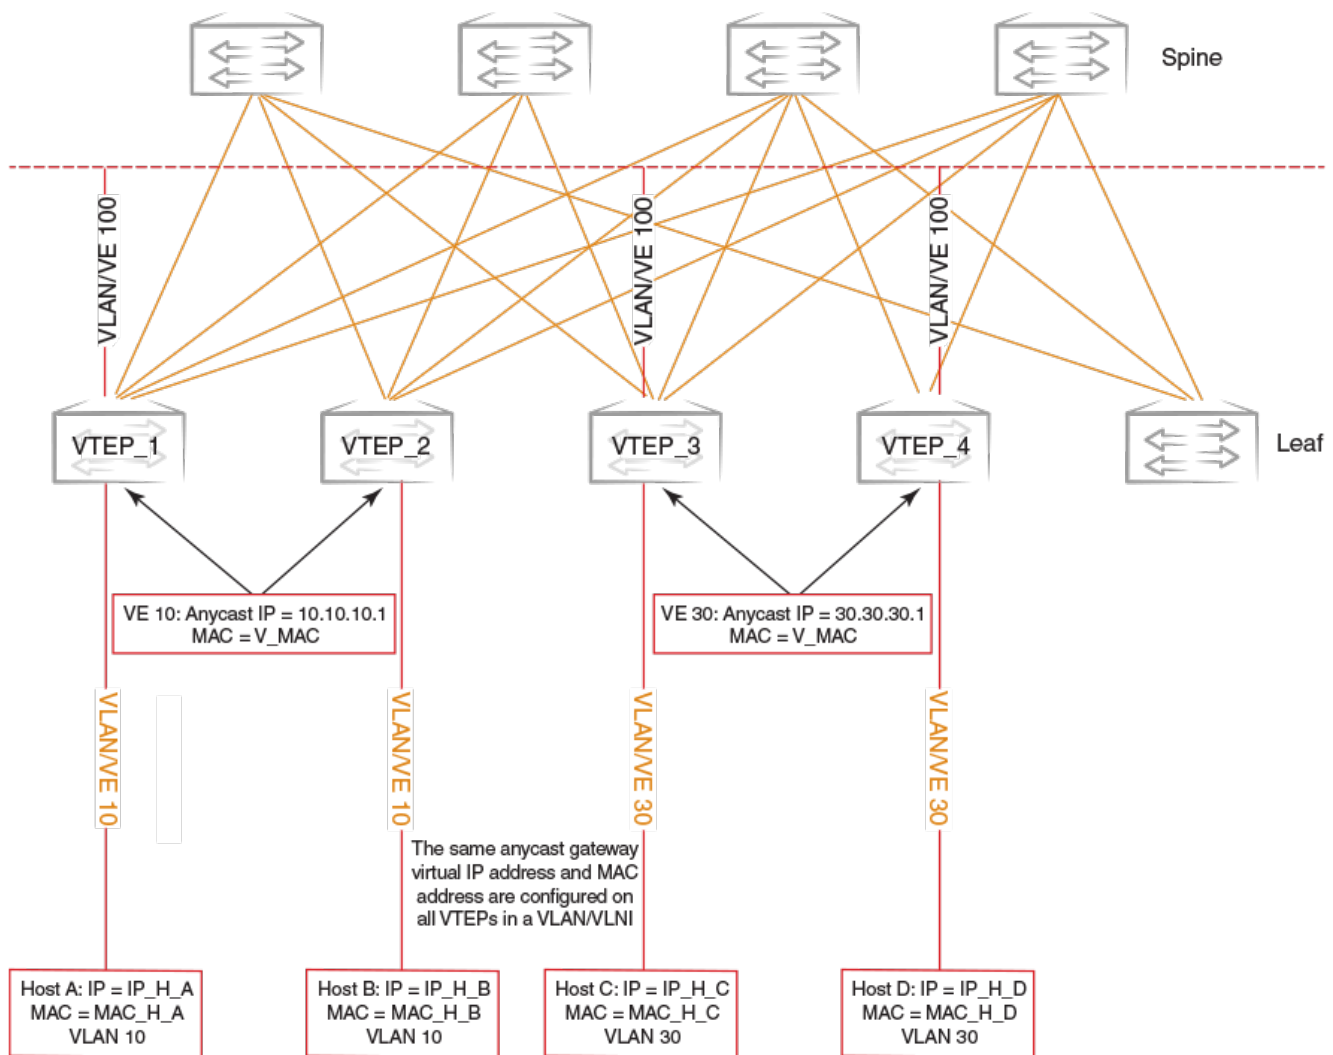 Spine
VLAN/VE 100
VLAN/VE 100
VLAN/VE 100
VTEP_1
VTEP_2
VTEP_3
VTEP_4
Leaf
VE 10: Anycast IP = 10.10.10.1
MAC = V_MAC
VE 30: Anycast IP = 30.30.30.1
MAC = V_MAC
VLAN/VE 10
VLAN/VE 10
VLAN/VE 30
VLAN/VE 30
The same anycast gateway
virtual IP address and MAC
address are configured on
all VTEPs in a VLAN/VLNI
Host A: IP = IP_H_A
MAC = MAC_H_A
VLAN 10
Host B: IP = IP_H_B
MAC = MAC_H_B
VLAN 10
Host C: IP = IP_H_C
MAC = MAC_H_C
VLAN 30
Host D: IP = IP_H_D
MAC = MAC_H_D
VLAN 30